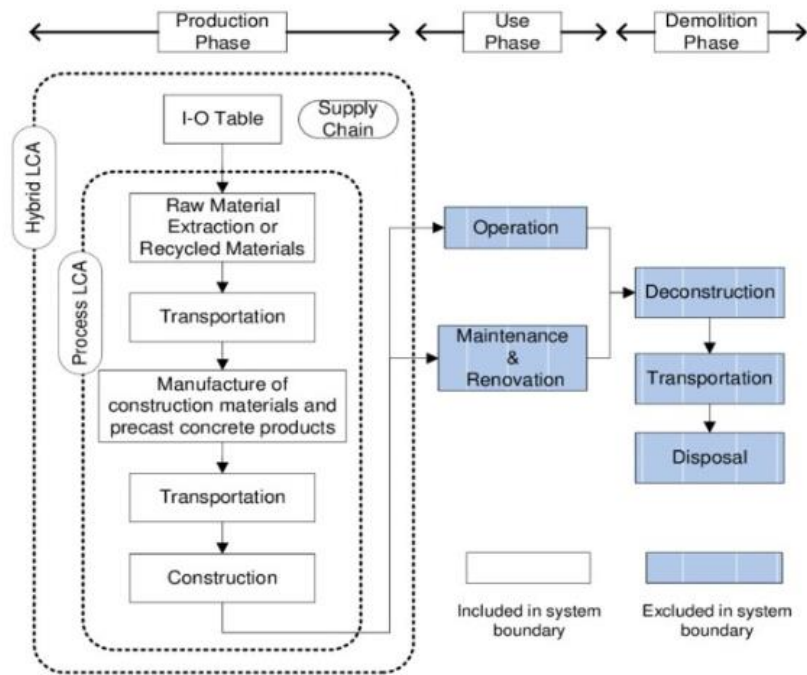 Production
Phase
Use
Phase
Demolition
Phase
I-O Table
Supply
Chain
Hybrid LCA
Process LCA
Raw Material
Extraction or
Recycled Materials
Transportation
Manufacture of
construction materials and
precast concrete products
Transportation
Construction
Operation
Maintenance
&
Renovation
Deconstruction
Transportation
Disposal
Included in system
boundary
Excluded in system
boundary